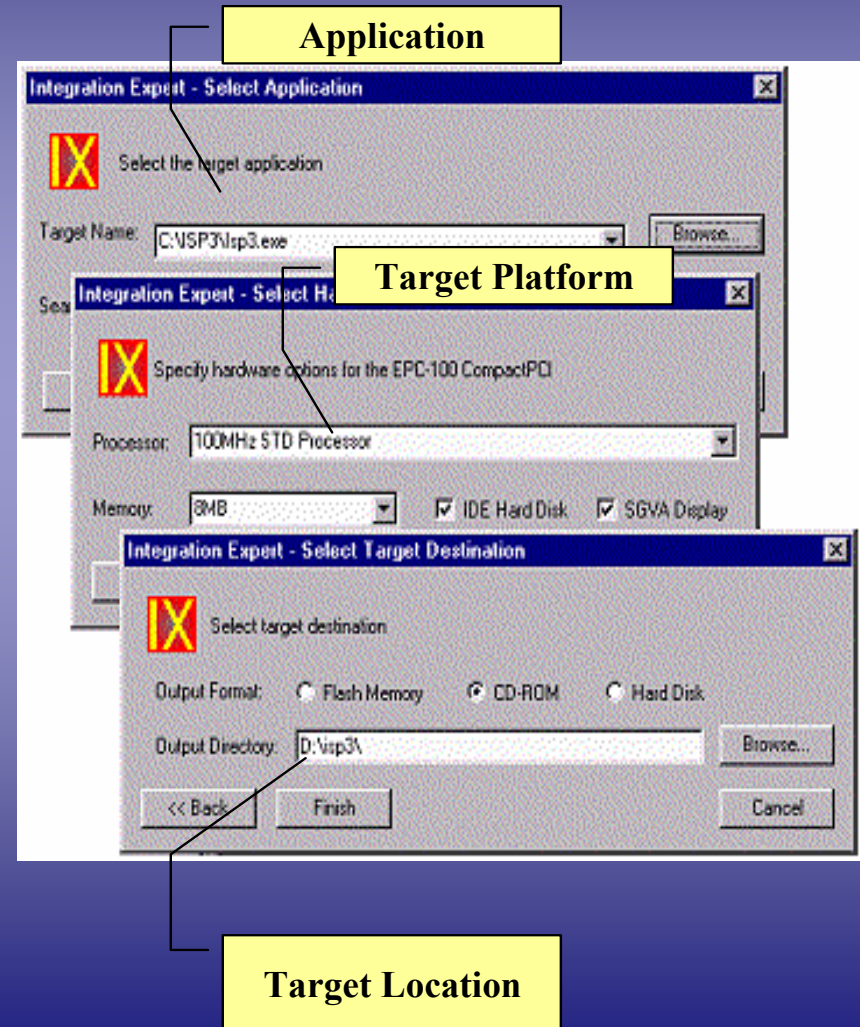 Application
Integration Expert - Select Application
IX
Select the target application
Target Name: C:\ISP3\Isp3.exe Browse...
Target Platform
Sea
Integration Expert - Select Ha
IX
Specify hardware options for the EPC-100 CompactPCI
Processor: 100MHz STD Processor
Memory: 8MB IDE Hard Disk SGVA Display
Integration Expert - Select Target Destination
IX
Select target destination
Output Format: Flash Memory CD-ROM Hard Disk
Output Directory: D:\isp3\ Browse...
<< Back Finish Cancel
Target Location